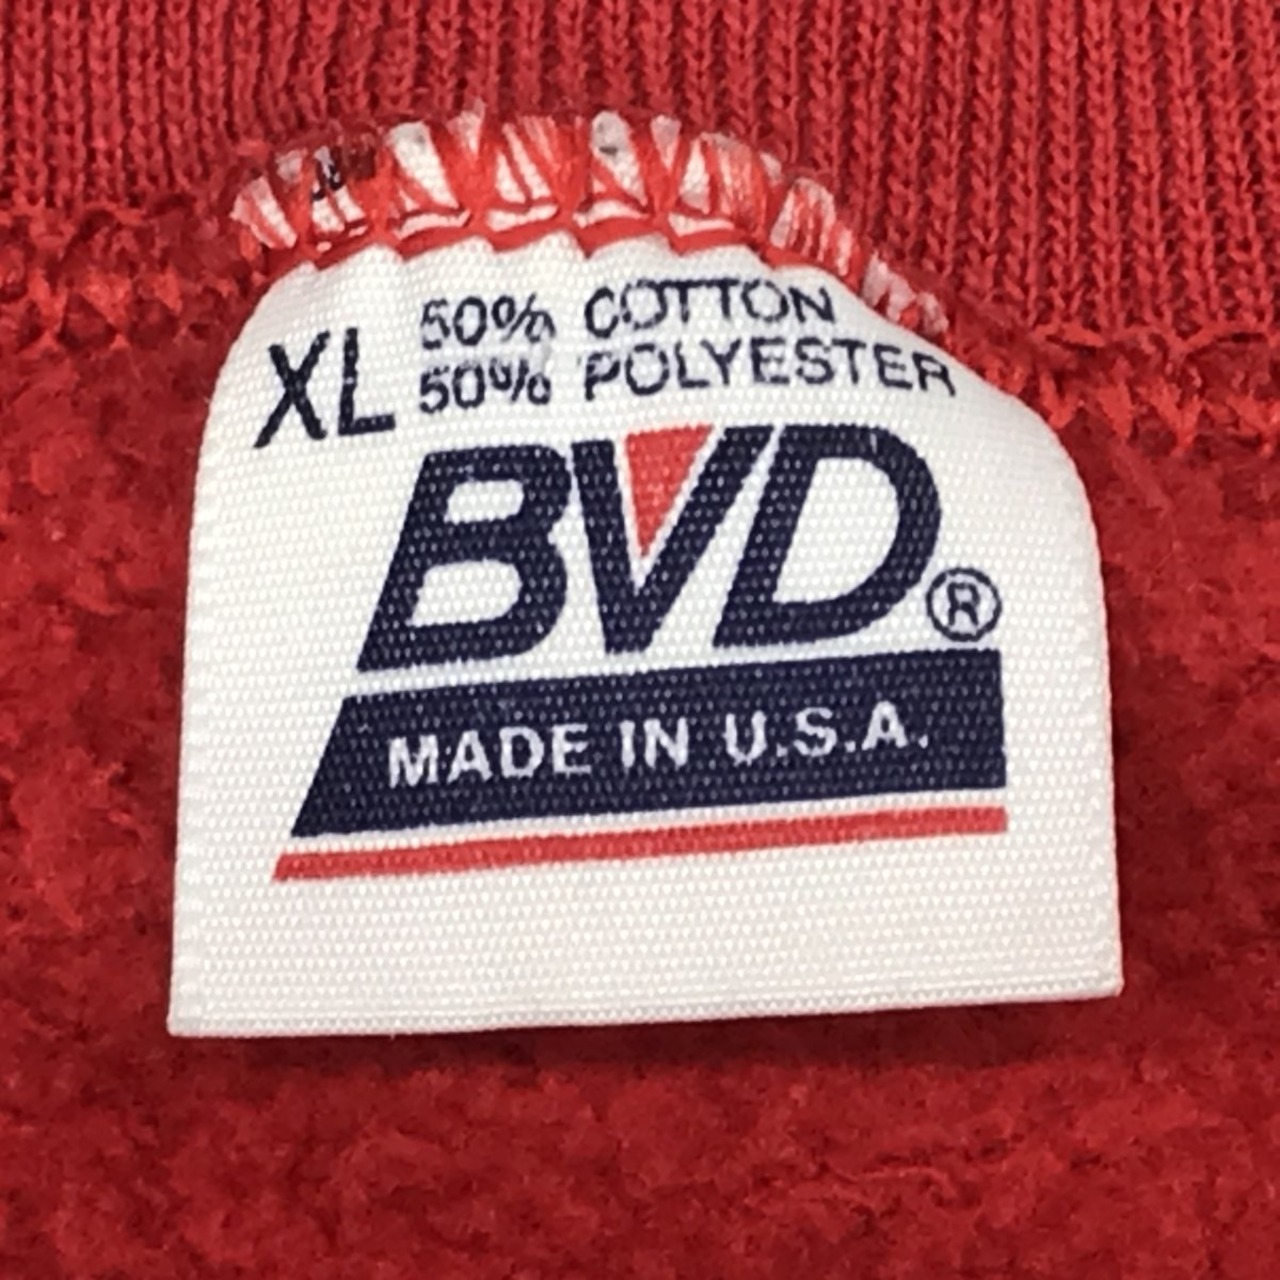 50% COTTON
XL 50% POLYESTER
BVD®
MADE IN U.S.A.